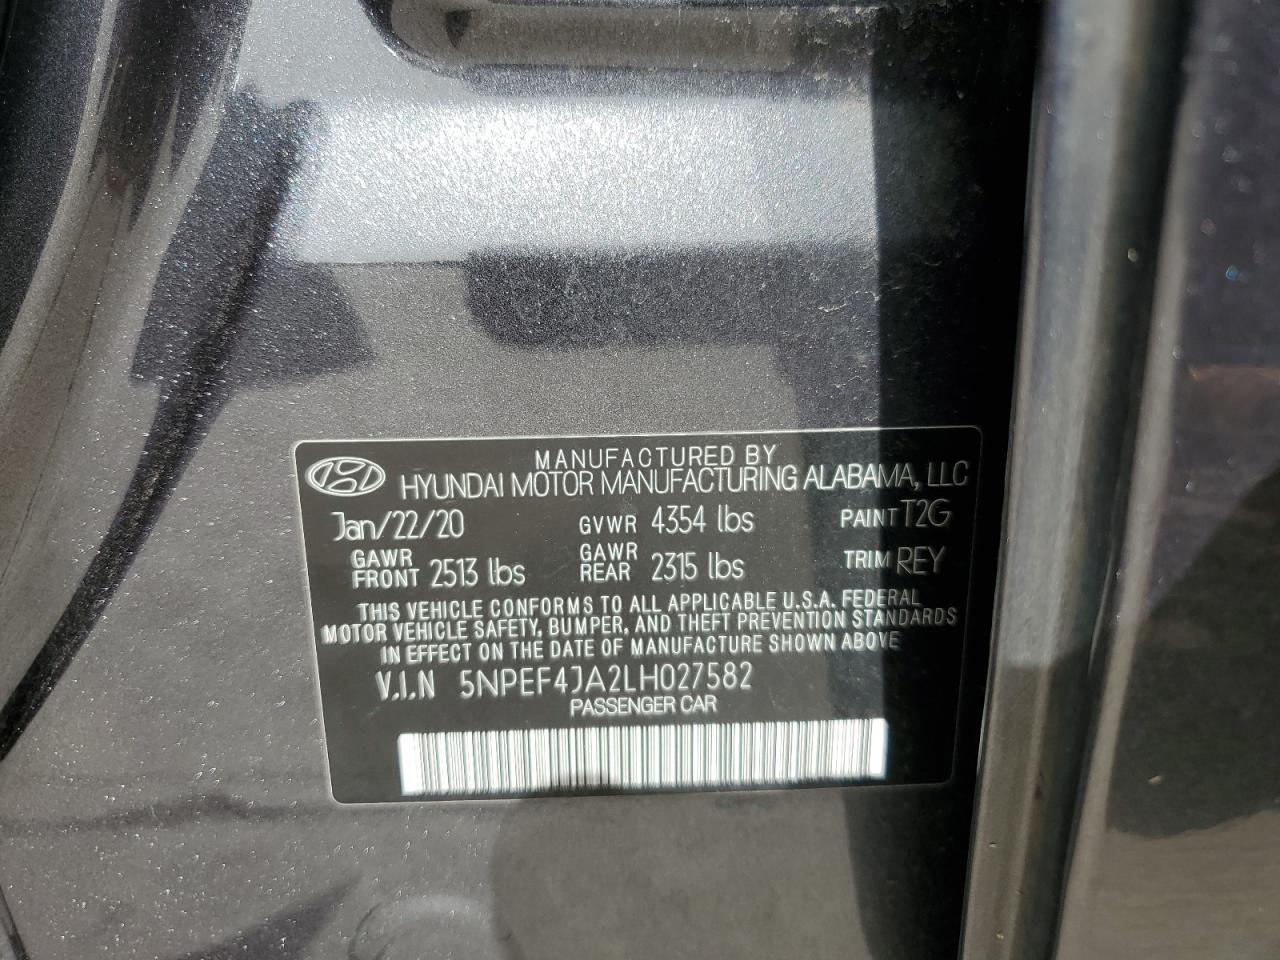 MANUFACTURED BY
HYUNDAI MOTOR MANUFACTURING ALABAMA, LLC
Jan/22/20 GVWR 4354 lbs PAINT T2G
GAWR FRONT 2513 lbs GAWR REAR 2315 lbs TRIM REY
THIS VEHICLE CONFORMS TO ALL APPLICABLE U.S.A. FEDERAL
MOTOR VEHICLE SAFETY, BUMPER, AND THEFT PREVENTION STANDARDS
IN EFFECT ON THE DATE OF MANUFACTURE SHOWN ABOVE
V.I.N 5NPEF4JA2LH027582
PASSENGER CAR